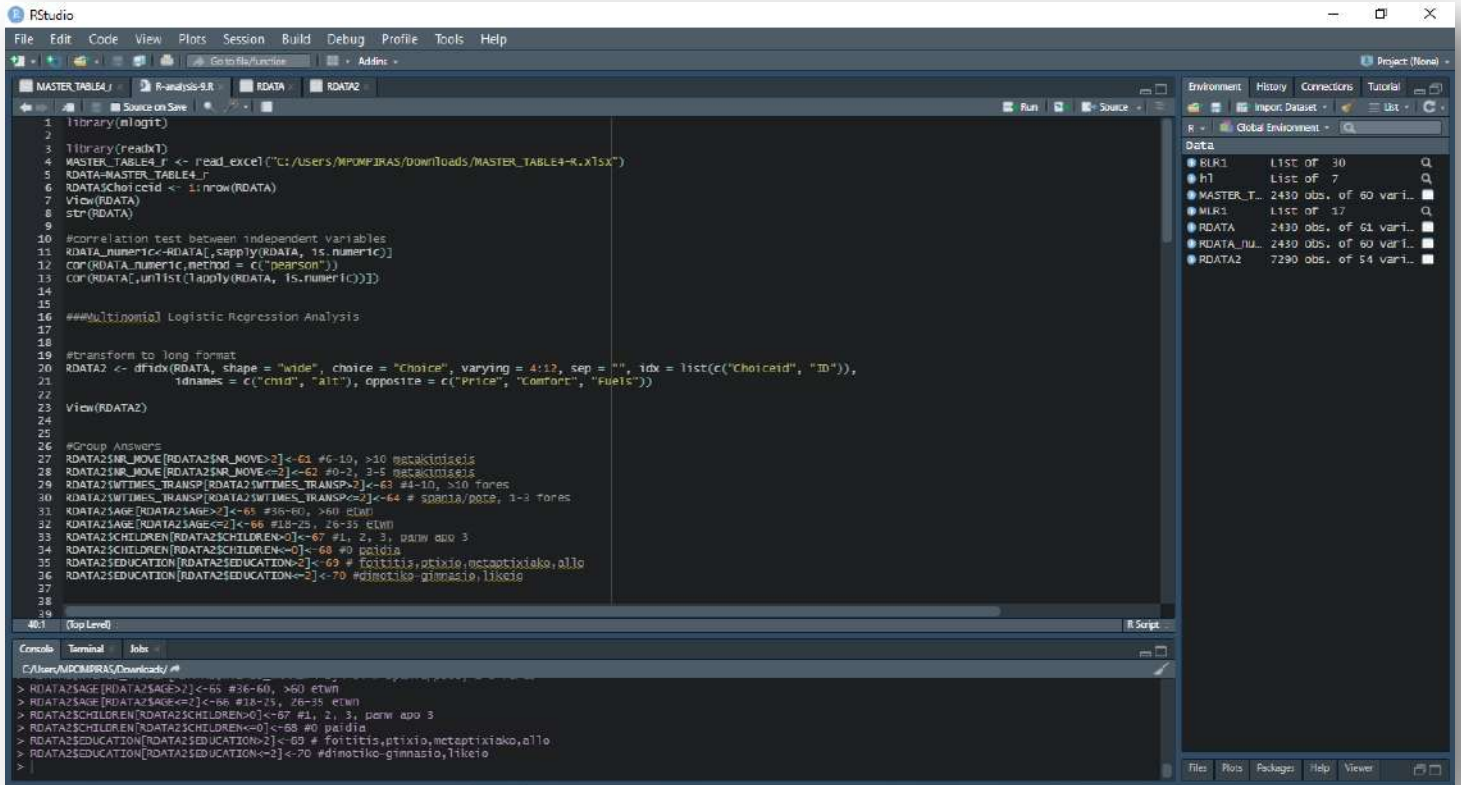 RStudio
File Edit Code View Plots Session Build Debug Profile Tools Help
Go to file/function Addins
Project: (None)
MASTER_TABLE4_r R-analysis-9.R RDATA RDATA2
Source on Save Run Source
1 library(mlogit)
2
3 library(readxl)
4 MASTER_TABLE4_r <- read_excel("C:/Users/MPOMPIRAS/Downloads/MASTER_TABLE4-R.xlsx")
5 RDATA=MASTER_TABLE4_r
6 RDATA$Choiceid <- 1:nrow(RDATA)
7 View(RDATA)
8 str(RDATA)
9
10 #correlation test between independent variables
11 RDATA_numeric<-RDATA[,sapply(RDATA, is.numeric)]
12 cor(RDATA_numeric,method = c("pearson"))
13 cor(RDATA[,unlist(lapply(RDATA, is.numeric))])
14
15
16 ###Multinomial Logistic Regression Analysis
17
18
19 #transform to long format
20 RDATA2 <- dfidx(RDATA, shape = "wide", choice = "Choice", varying = 4:12, sep = "", idx = list(c("Choiceid", "ID")),
21 idnames = c("chid", "alt"), opposite = c("Price", "Comfort", "Fuels"))
22
23 View(RDATA2)
24
25
26 #Group Answers
27 RDATA2$NR_MOVE[RDATA2$NR_MOVE>2]<-61 #6-10, >10 metakiniseis
28 RDATA2$NR_MOVE[RDATA2$NR_MOVE<=2]<-62 #0-2, 3-5 metakiniseis
29 RDATA2$WTIMES_TRANSP[RDATA2$WTIMES_TRANSP>2]<-63 #4-10, >10 fores
30 RDATA2$WTIMES_TRANSP[RDATA2$WTIMES_TRANSP<=2]<-64 # spania/pote, 1-3 fores
31 RDATA2$AGE[RDATA2$AGE>2]<-65 #36-60, >60 etwn
32 RDATA2$AGE[RDATA2$AGE<=2]<-66 #18-25, 26-35 etwn
33 RDATA2$CHILDREN[RDATA2$CHILDREN>0]<-67 #1, 2, 3, panw apo 3
34 RDATA2$CHILDREN[RDATA2$CHILDREN<=0]<-68 #0 paidia
35 RDATA2$EDUCATION[RDATA2$EDUCATION>2]<-69 # foititis,ptixio,metaptixiako,allo
36 RDATA2$EDUCATION[RDATA2$EDUCATION<=2]<-70 #dimotiko-gimnasio,likeio
37
38
39
40:1 (Top Level) R Script
Console Terminal Jobs
C:/Users/MPOMPIRAS/Downloads/
> RDATA2$AGE[RDATA2$AGE>2]<-65 #36-60, >60 etwn
> RDATA2$AGE[RDATA2$AGE<=2]<-66 #18-25, 26-35 etwn
> RDATA2$CHILDREN[RDATA2$CHILDREN>0]<-67 #1, 2, 3, panw apo 3
> RDATA2$CHILDREN[RDATA2$CHILDREN<=0]<-68 #0 paidia
> RDATA2$EDUCATION[RDATA2$EDUCATION>2]<-69 # foititis,ptixio,metaptixiako,allo
> RDATA2$EDUCATION[RDATA2$EDUCATION<=2]<-70 #dimotiko-gimnasio,likeio
>
Environment History Connections Tutorial
Import Dataset List
R Global Environment
Data
BLR1 List of 30
h1 List of 7
MASTER_T… 2430 obs. of 60 vari…
MLR1 List of 17
RDATA 2430 obs. of 61 vari…
RDATA_nu… 2430 obs. of 60 vari…
RDATA2 7290 obs. of 54 vari…
Files Plots Packages Help Viewer